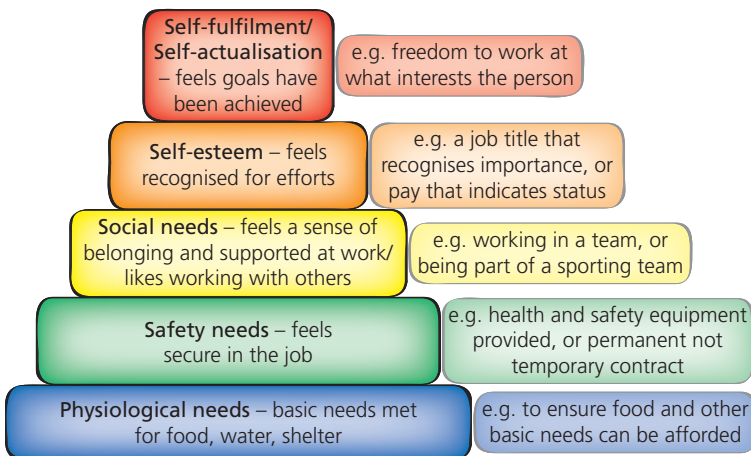 Self-fulfilment/
Self-actualisation
– feels goals have
been achieved
e.g. freedom to work at
what interests the person
Self-esteem – feels
recognised for efforts
e.g. a job title that
recognises importance, or
pay that indicates status
Social needs – feels a sense of
belonging and supported at work/
likes working with others
e.g. working in a team, or
being part of a sporting team
Safety needs – feels
secure in the job
e.g. health and safety equipment
provided, or permanent not
temporary contract
Physiological needs – basic needs met
for food, water, shelter
e.g. to ensure food and other
basic needs can be afforded